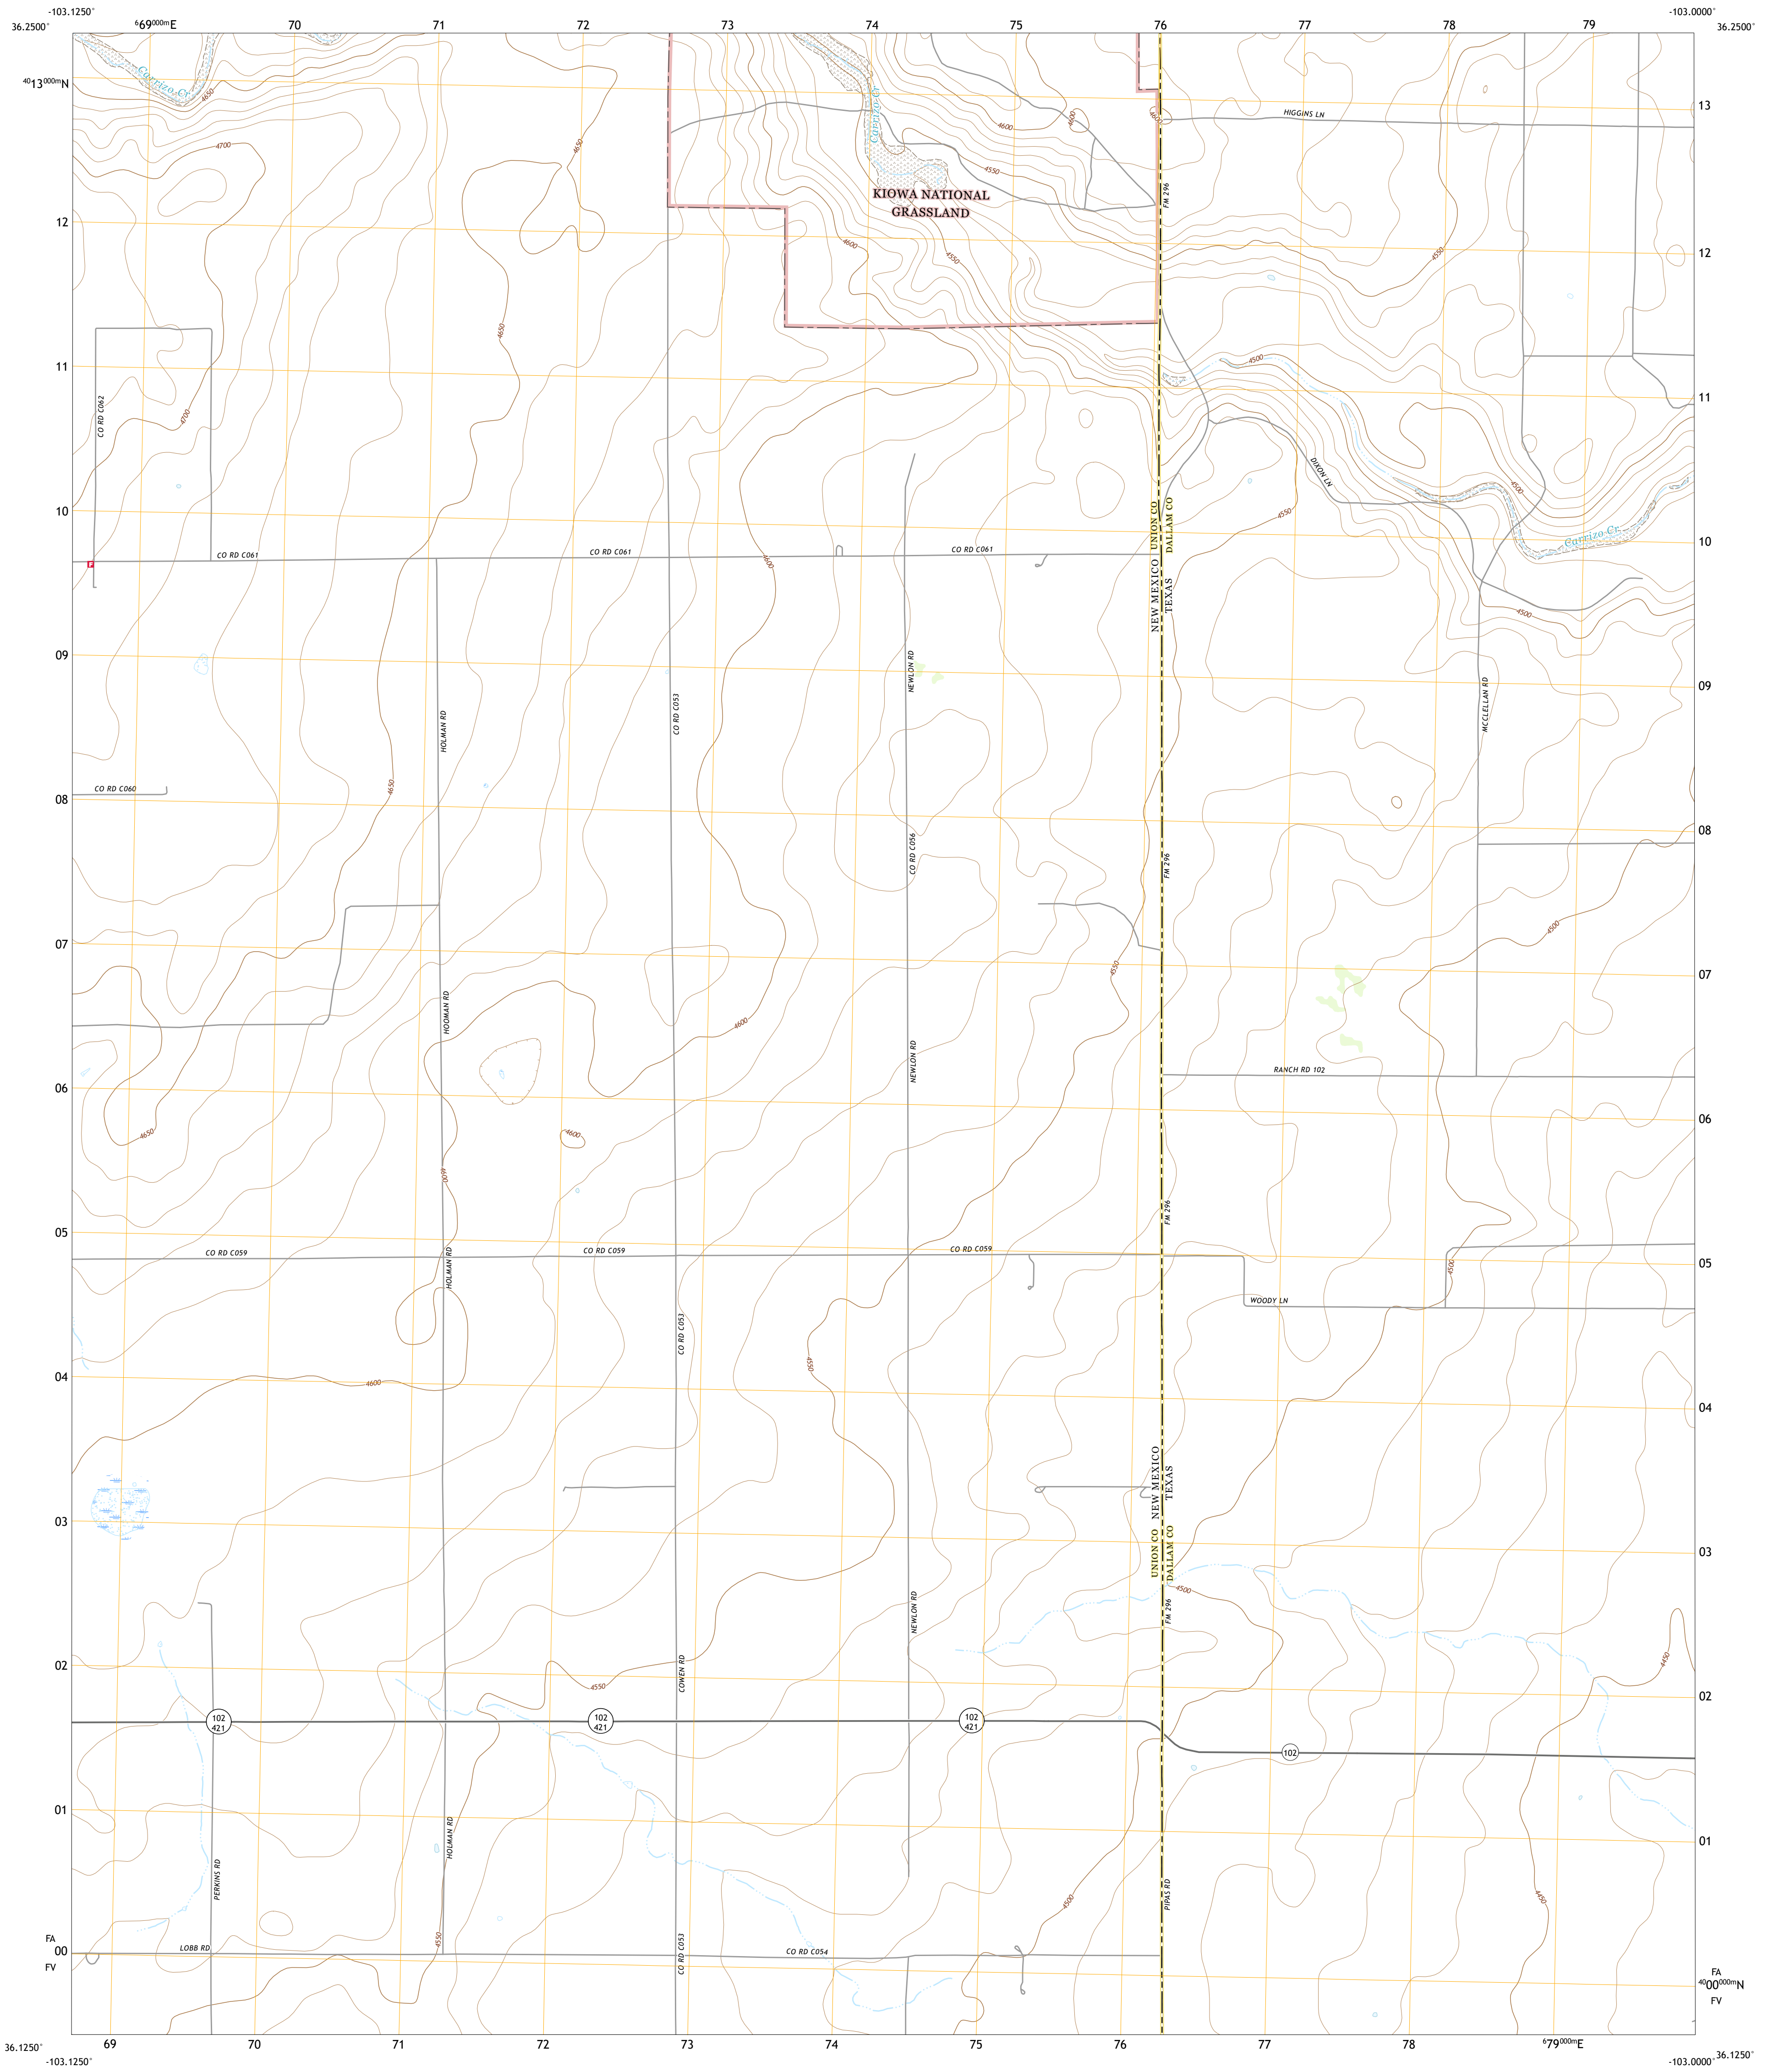 -103.1250° -103.0000°
36.2500° 669000mE 70 71 72 73 74 75 76 77 78 79 36.2500°
4013000mN
Carrizo Cr
4650
Carrizo Cr
4600
4600
4600
HIGGINS LN
13
4700
4650
4550
KIOWA NATIONAL
GRASSLAND
FM 296
12
4600
4550
4550
12
4650
11
4500
CO RD C062
4700
11
DIXON LN
4500
10
4550
UNION CO
DALLAM CO
Carrizo Cr
10
CO RD C061
CO RD C061
CO RD C061
F
4600
NEW MEXICO
TEXAS
4500
09
NEWLON RD
09
HOLMAN RD
CO RD C053
MCCLELLAN RD
CO RD C060
4650
08
08
CO RD C056
FM 296
07
4500
4550
07
HOOMAN RD
4600
NEWLON RD
RANCH RD 102
06
4650
4600
06
4600
FM 296
05
CO RD C059
CO RD C059
CO RD C059
HOLMAN RD
4500
05
WOODY LN
CO RD C053
4550
04
4600
04
NEW MEXICO
TEXAS
03
UNION CO
DALLAM CO
03
4500
NEWLON RD
FM 296
02
COWEN RD
4450
4550
02
102
421
102
421
102
421
102
01
HOLMAN RD
01
PERKINS RD
4500
PIPAS RD
4450
4550
FA
00
FV
LOBB RD
CO RD C053
CO RD C054
FA
4000000mN
FV
36.1250° 69 70 71 72 73 74 75 76 77 78 679000mE 36.1250°
-103.1250° -103.0000°